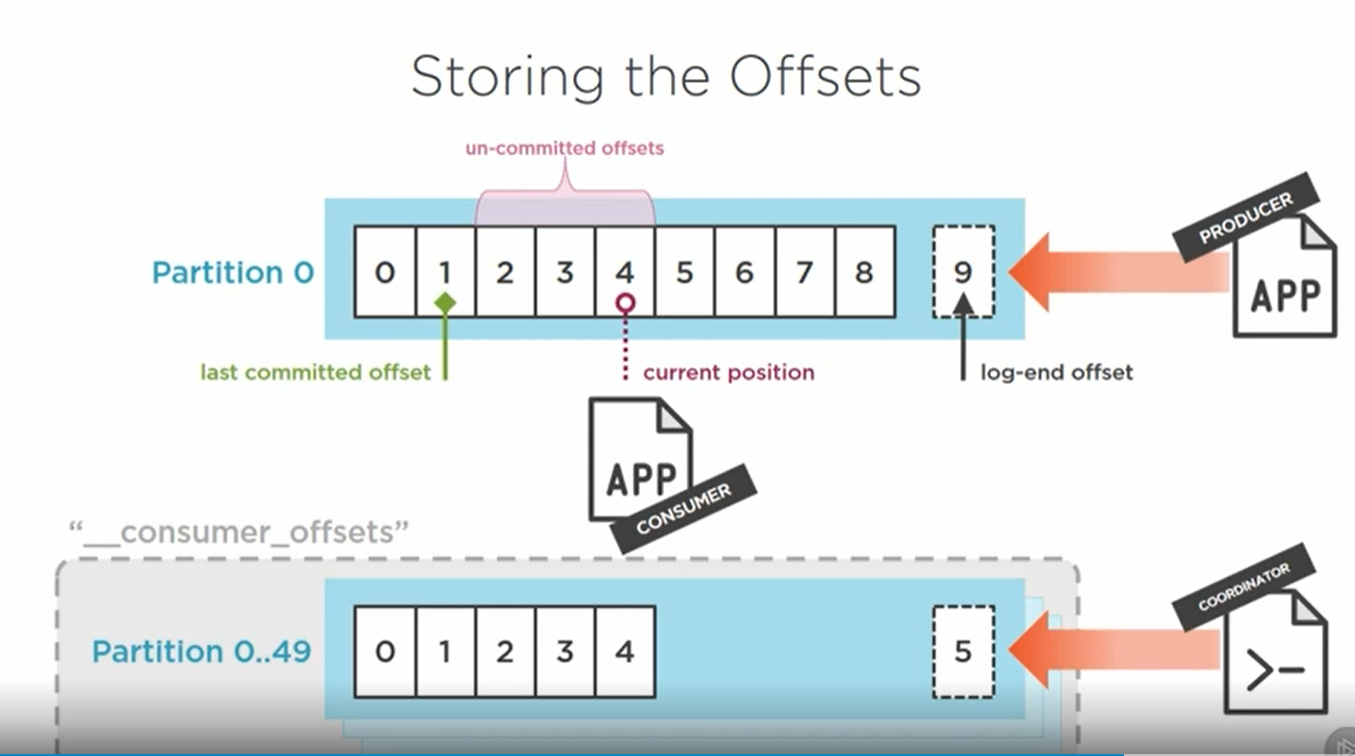 Storing the Offsets
un-committed offsets
Partition 0
0 1 2 3 4 5 6 7 8 9
PRODUCER
APP
last committed offset
current position
log-end offset
APP
CONSUMER
“__consumer_offsets”
Partition 0..49
0 1 2 3 4 5
COORDINATOR
>-